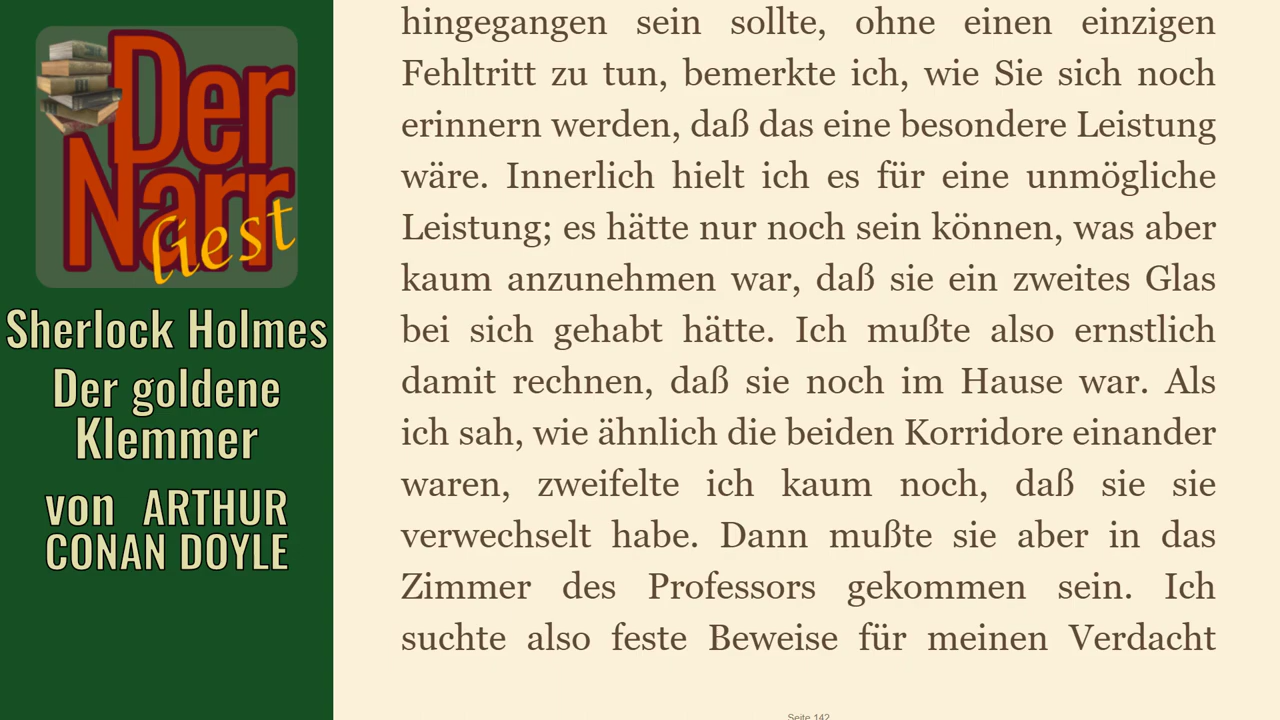 Der
Narr
liest
Sherlock Holmes
Der goldene
Klemmer
von ARTHUR
CONAN DOYLE
hingegangen sein sollte, ohne einen einzigen
Fehltritt zu tun, bemerkte ich, wie Sie sich noch
erinnern werden, daß das eine besondere Leistung
wäre. Innerlich hielt ich es für eine unmögliche
Leistung; es hätte nur noch sein können, was aber
kaum anzunehmen war, daß sie ein zweites Glas
bei sich gehabt hätte. Ich mußte also ernstlich
damit rechnen, daß sie noch im Hause war. Als
ich sah, wie ähnlich die beiden Korridore einander
waren, zweifelte ich kaum noch, daß sie sie
verwechselt habe. Dann mußte sie aber in das
Zimmer des Professors gekommen sein. Ich
suchte also feste Beweise für meinen Verdacht
Seite 142